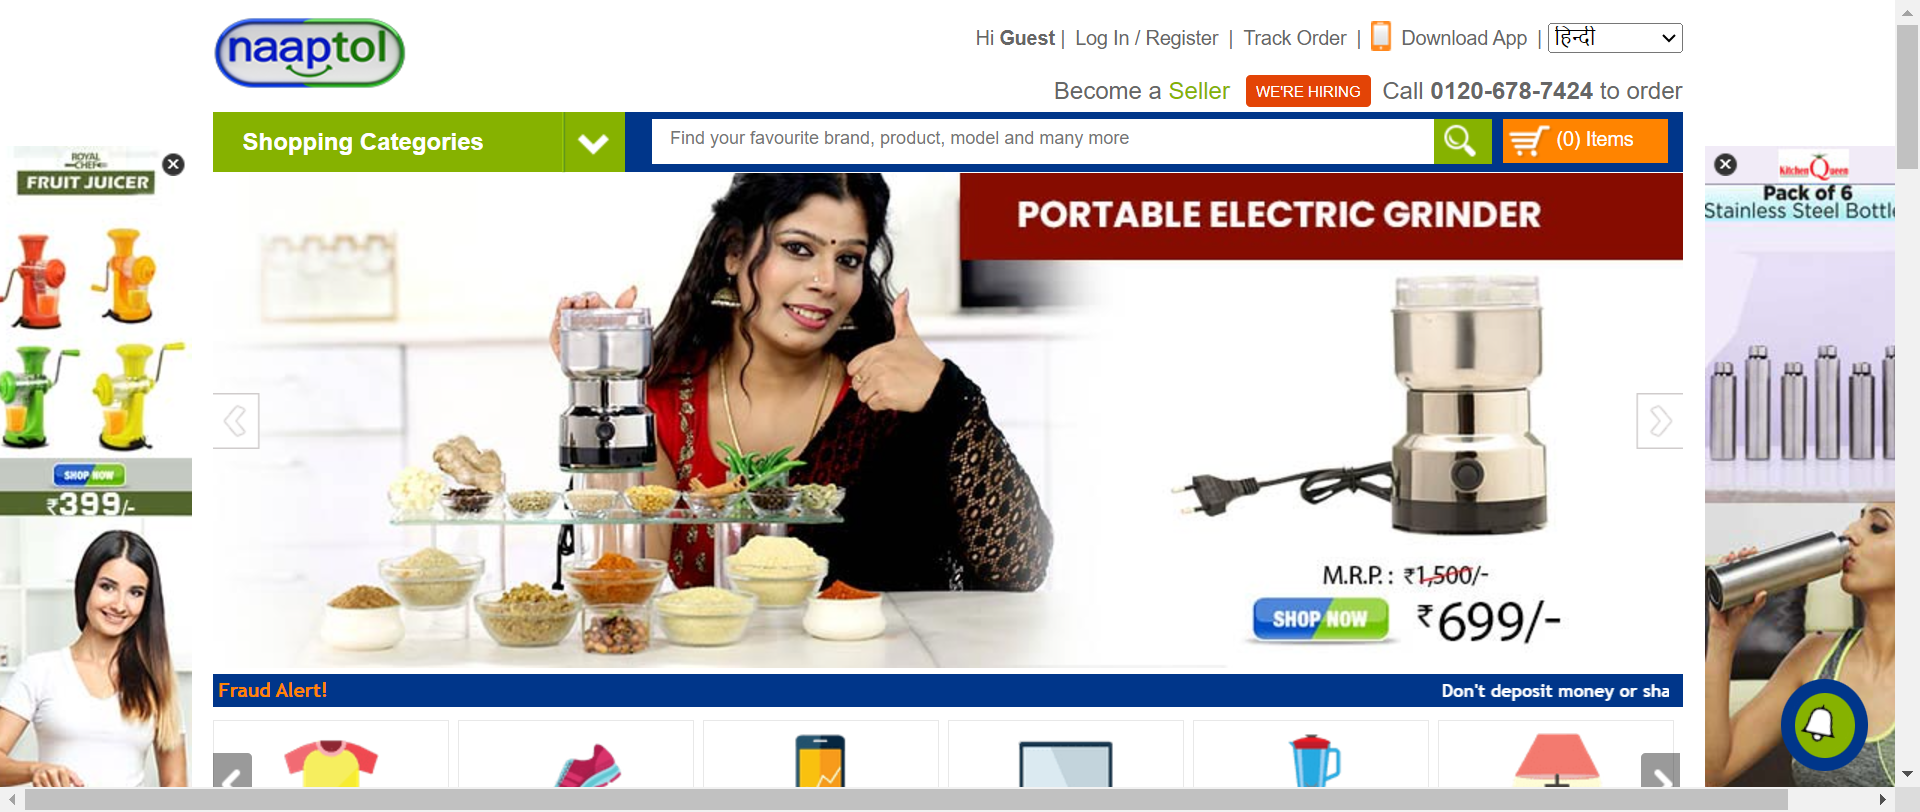 naaptol
Hi Guest | Log In / Register | Track Order | Download App | हिन्दी
Become a Seller WE'RE HIRING Call 0120-678-7424 to order
Shopping Categories
Find your favourite brand, product, model and many more
(0) Items
ROYAL
CHEF
FRUIT JUICER
SHOP NOW
₹399/-
PORTABLE ELECTRIC GRINDER
M.R.P.: ₹1,500/-
SHOP NOW ₹699/-
Kitchen Queen
Pack of 6
Stainless Steel Bottle
Fraud Alert! Don't deposit money or sha